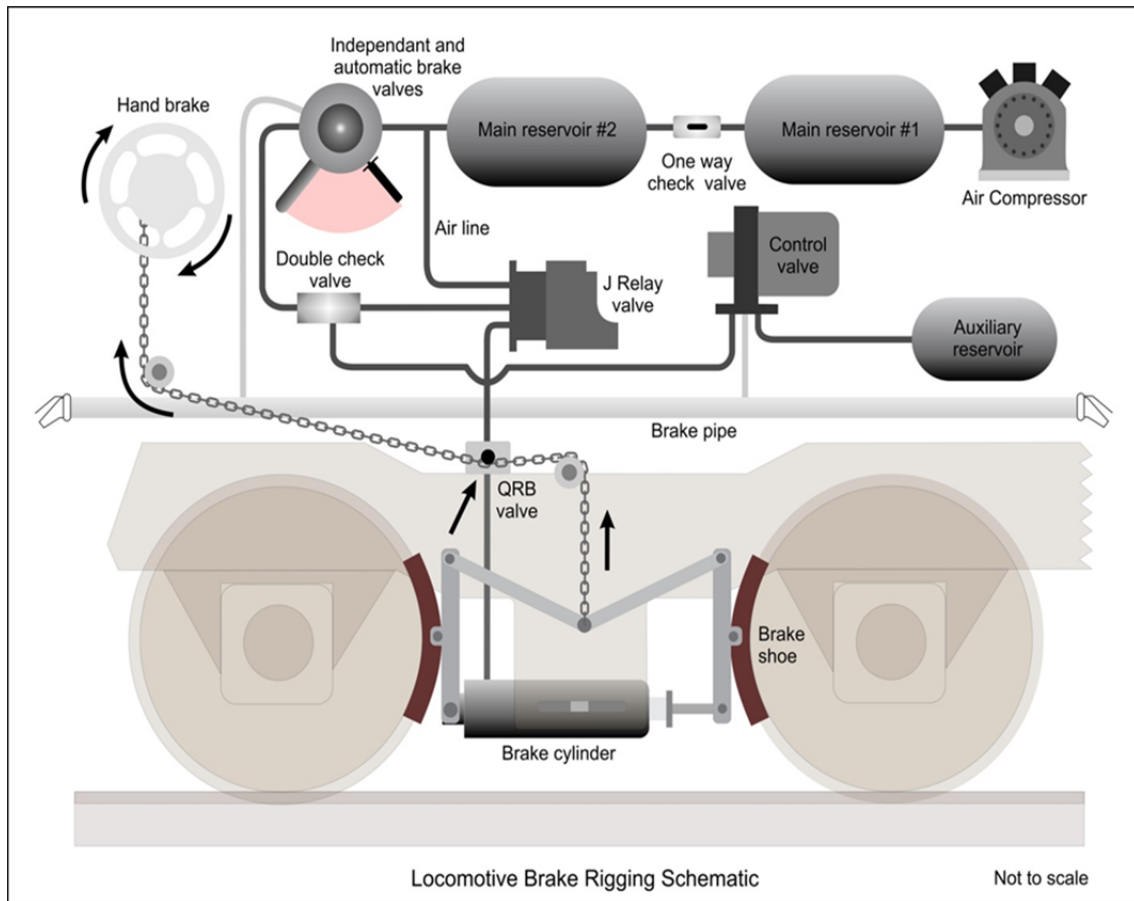 Independant and
automatic brake
valves
Hand brake
Main reservoir #2
Main reservoir #1
One way
check valve
Air Compressor
Air line
Double check
valve
J Relay
valve
Control
valve
Auxiliary
reservoir
Brake pipe
QRB
valve
Brake
shoe
Brake cylinder
Locomotive Brake Rigging Schematic
Not to scale